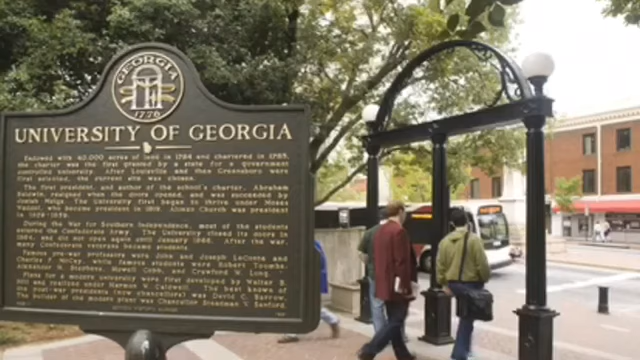 GEORGIA
1776
UNIVERSITY OF GEORGIA
Endowed with 40,000 acres of land in 1784 and chartered in 1785,
the charter was the first granted by a state for a government
controlled university. After Louisville and then Greensboro were
first selected, the current site was chosen.
The first president, and author of the school's charter, Abraham
Baldwin, resigned when the doors opened, and was succeeded by
Josiah Meigs. The University first began to thrive under Moses
Waddel, who became president in 1819. Alonzo Church was president
in 1829-1859.
During the War for Southern Independence, most of the students
entered the Confederate Army. The University closed its doors in
1864, and did not open again until January 1866. After the war,
many Confederate Veterans became students.
Famous pre-war professors were John and Joseph LeConte and
Charles F. McCay, while famous students were Robert Toombs,
Alexander H. Stephens, Howell Cobb, and Crawford W. Long.
Plans for a modern university were first developed by Walter B.
Hill and realized under Harmon W. Caldwell. The best known of
the post-war presidents (now chancellors) was David C. Barrow.
The builder of the modern plant was Chancellor Steadman V. Sanford.